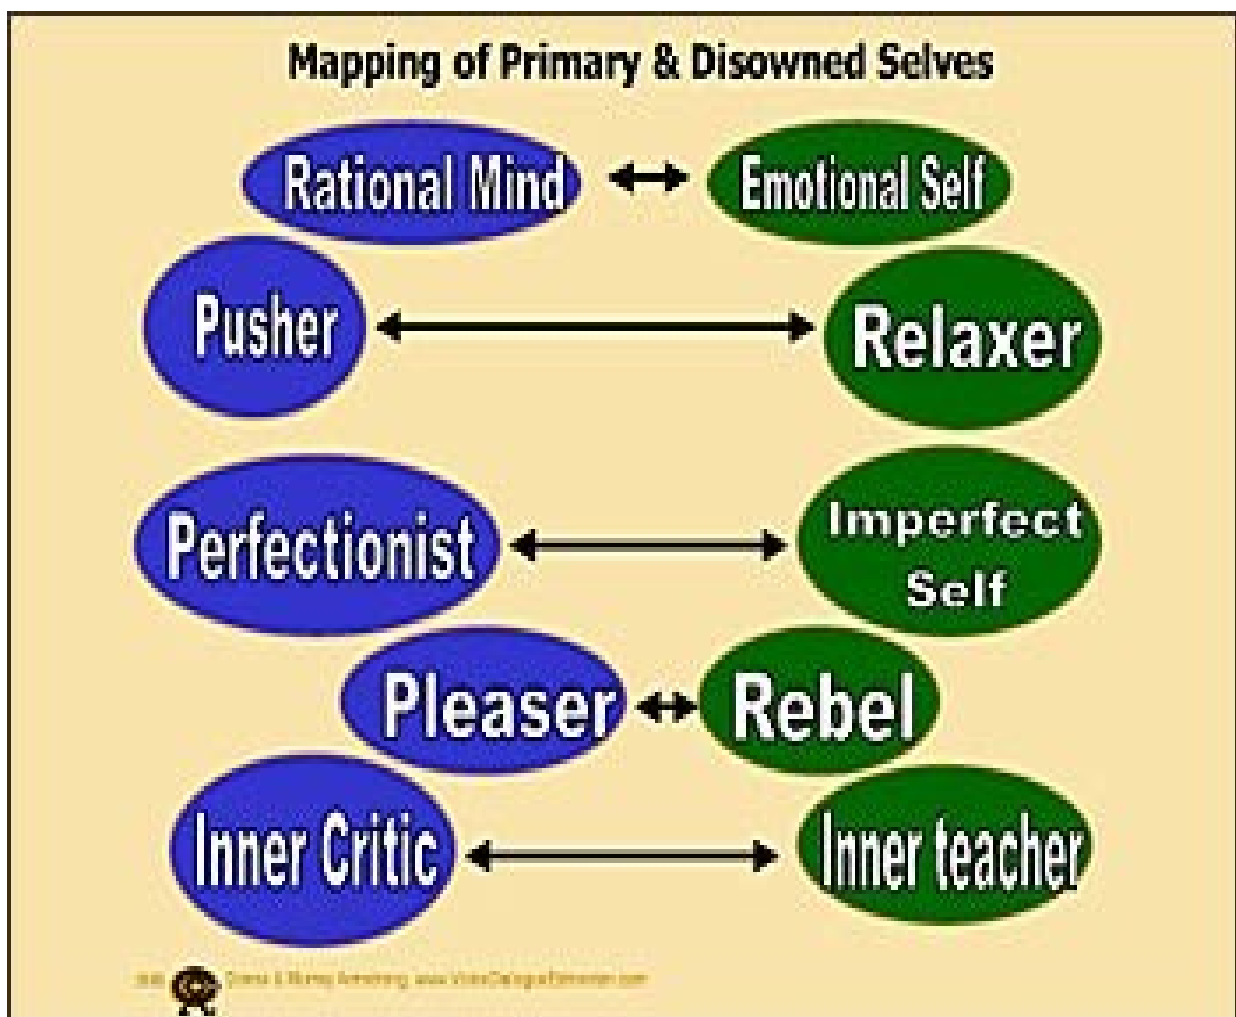 Mapping of Primary & Disowned Selves
Rational Mind Emotional Self
Pusher Relaxer
Perfectionist Imperfect
Self
Pleaser Rebel
Inner Critic Inner teacher